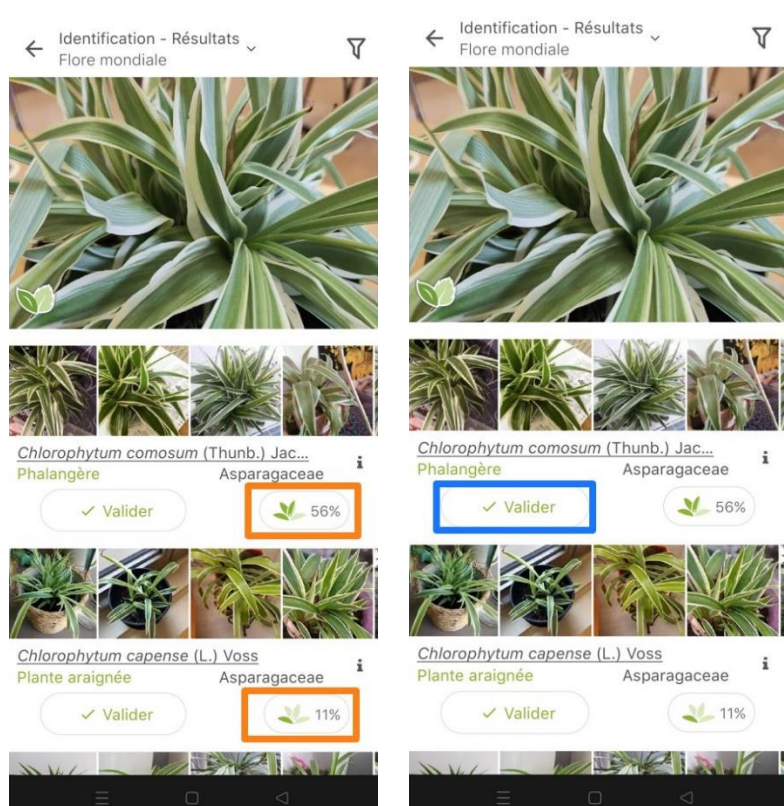 Identification - Résultats
Flore mondiale
Chlorophytum comosum (Thunb.) Jac...
Phalangère
Asparagaceae
Valider
56%
Chlorophytum capense (L.) Voss
Plante araignée
Asparagaceae
Valider
11%
Identification - Résultats
Flore mondiale
Chlorophytum comosum (Thunb.) Jac...
Phalangère
Asparagaceae
Valider
56%
Chlorophytum capense (L.) Voss
Plante araignée
Asparagaceae
Valider
11%